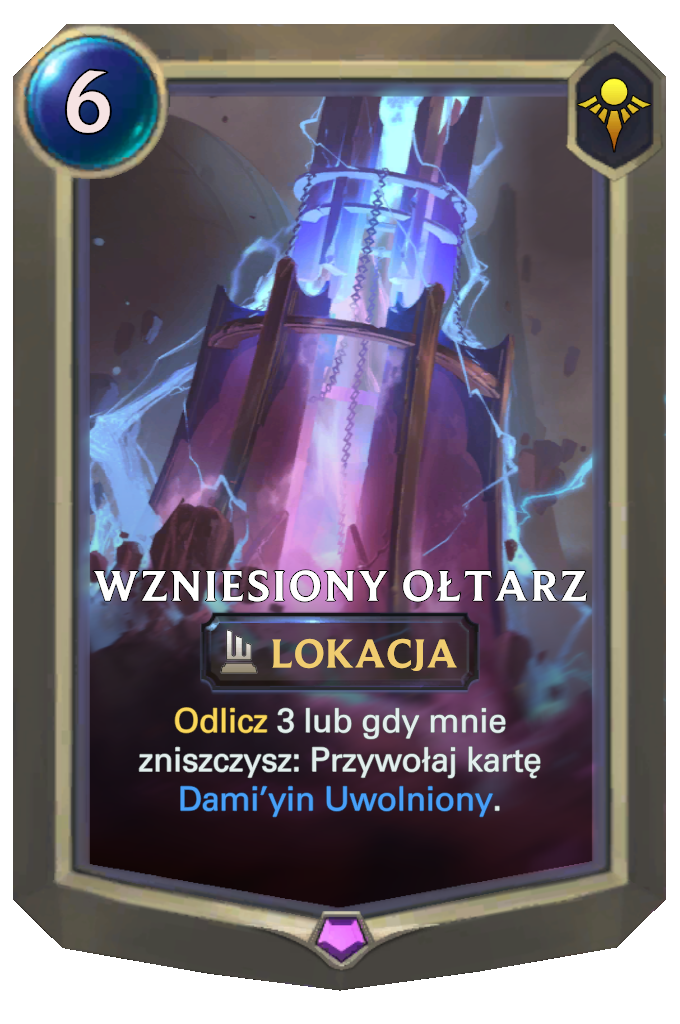 6
WZNIESIONY OŁTARZ
LOKACJA
Odlicz 3 lub gdy mnie
zniszczysz: Przywołaj kartę
Dami'yin Uwolniony.